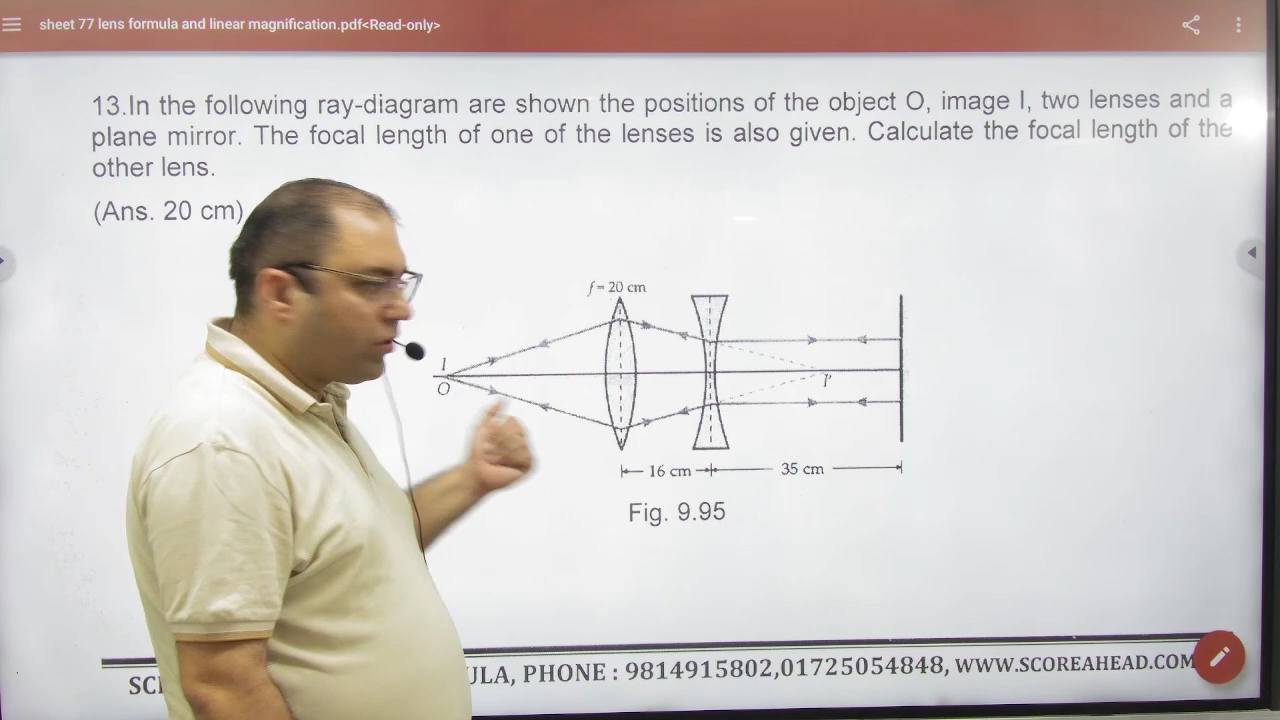 sheet 77 lens formula and linear magnification.pdf<Read-only>
13.In the following ray-diagram are shown the positions of the object O, image I, two lenses and a
plane mirror. The focal length of one of the lenses is also given. Calculate the focal length of the
other lens.
(Ans. 20 cm)
f = 20 cm
I
O
I'
16 cm
35 cm
Fig. 9.95
PHONE : 9814915802,01725054848, WWW.SCOREAHEAD.COM